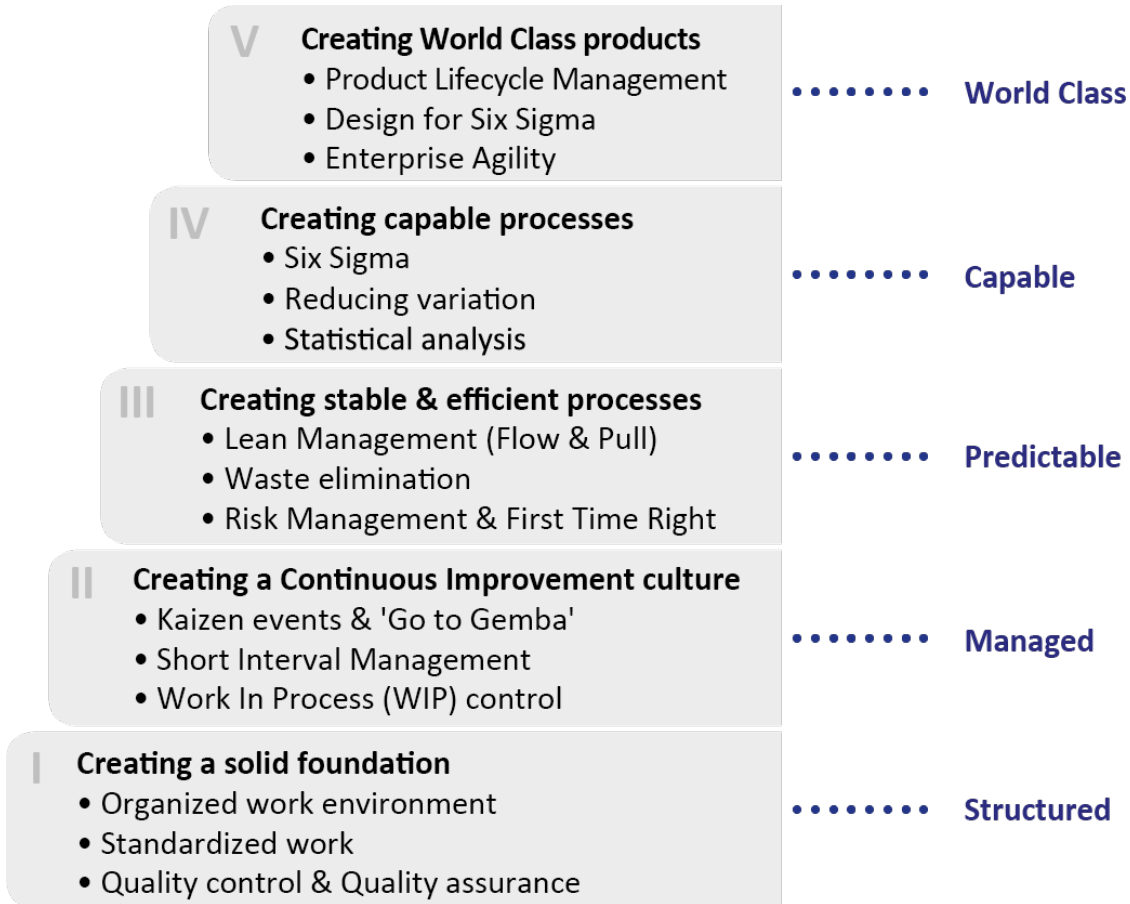 V
Creating World Class products
• Product Lifecycle Management
• Design for Six Sigma
• Enterprise Agility
World Class
IV
Creating capable processes
• Six Sigma
• Reducing variation
• Statistical analysis
Capable
III
Creating stable & efficient processes
• Lean Management (Flow & Pull)
• Waste elimination
• Risk Management & First Time Right
Predictable
II
Creating a Continuous Improvement culture
• Kaizen events & 'Go to Gemba'
• Short Interval Management
• Work In Process (WIP) control
Managed
I
Creating a solid foundation
• Organized work environment
• Standardized work
• Quality control & Quality assurance
Structured